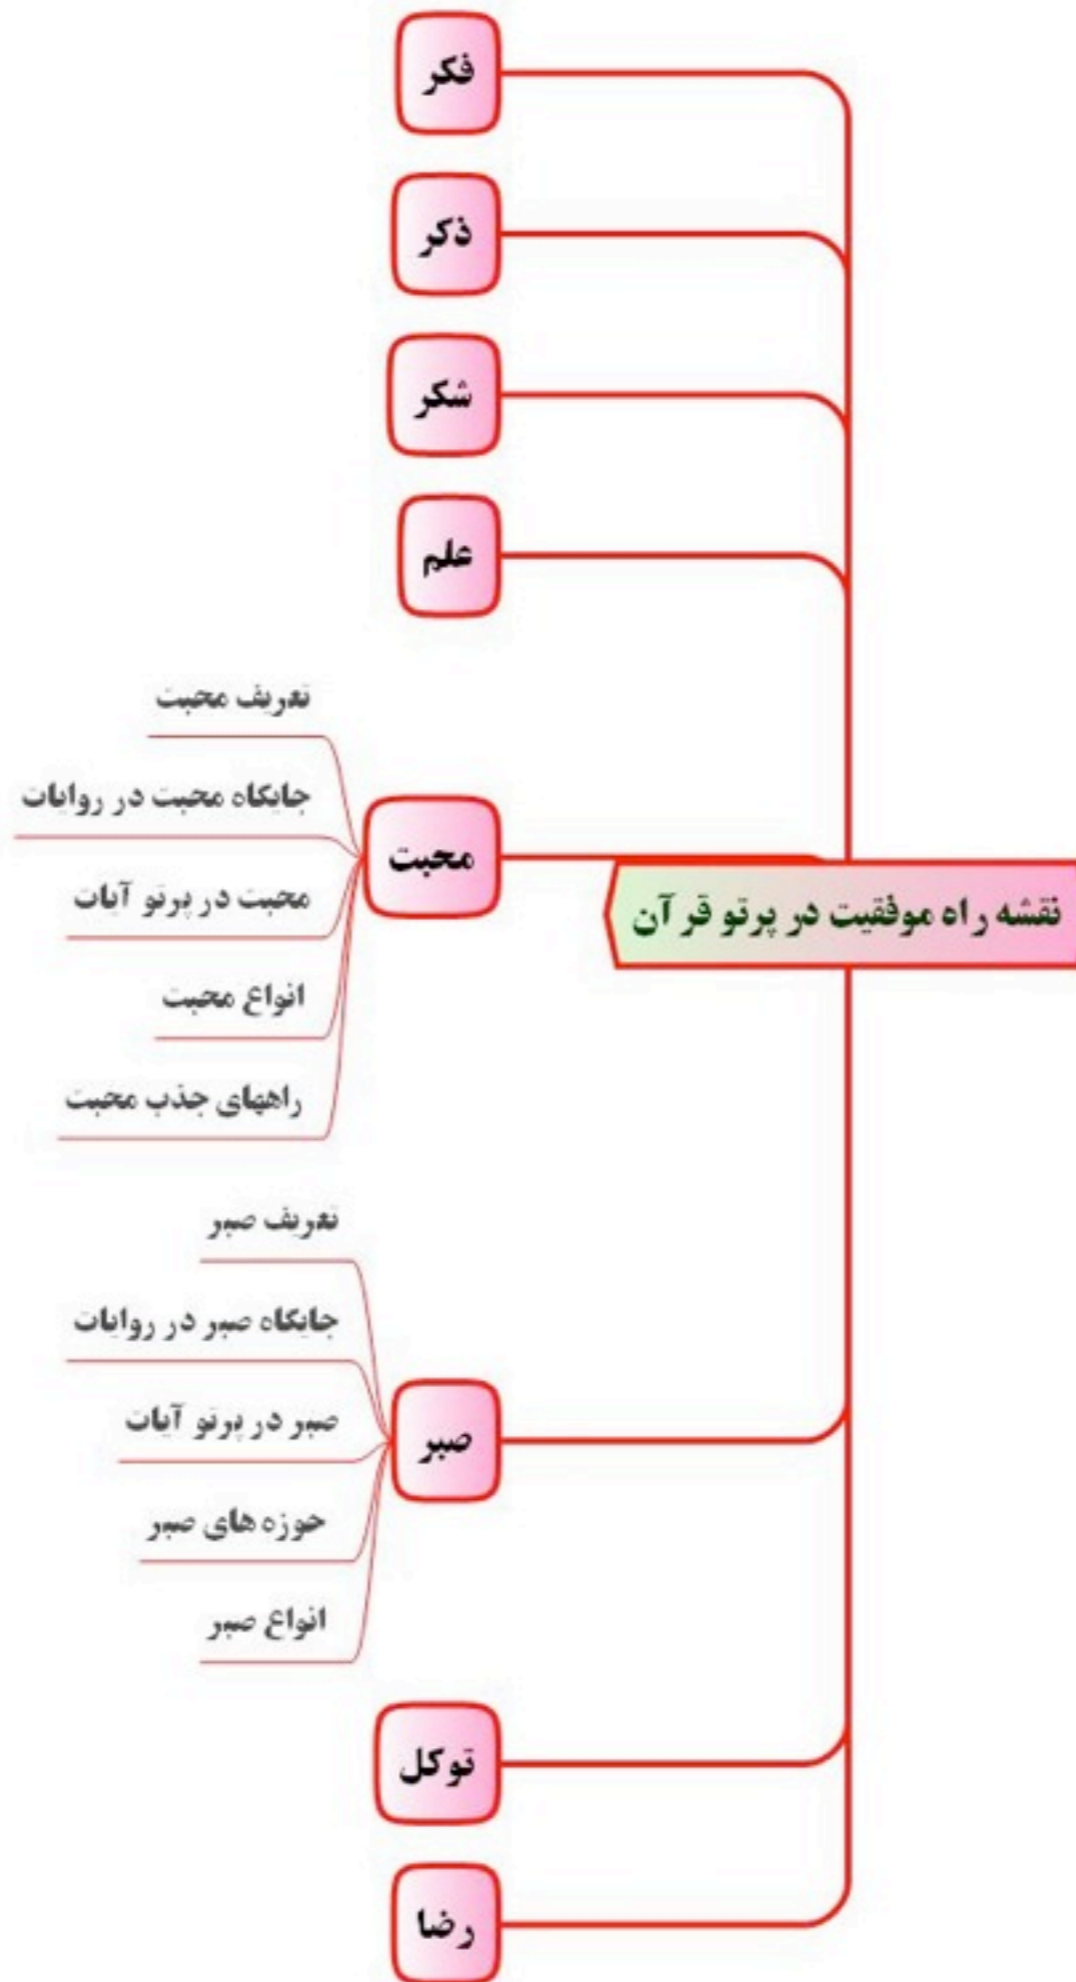 نقشه راه موفقیت در پرتو قرآن
فکر
ذکر
شکر
علم
محبت
تعریف محبت
جایگاه محبت در روایات
محبت در پرتو آیات
انواع محبت
راههای جذب محبت
صبر
تعریف صبر
جایگاه صبر در روایات
صبر در پرتو آیات
حوزه های صبر
انواع صبر
توکل
رضا